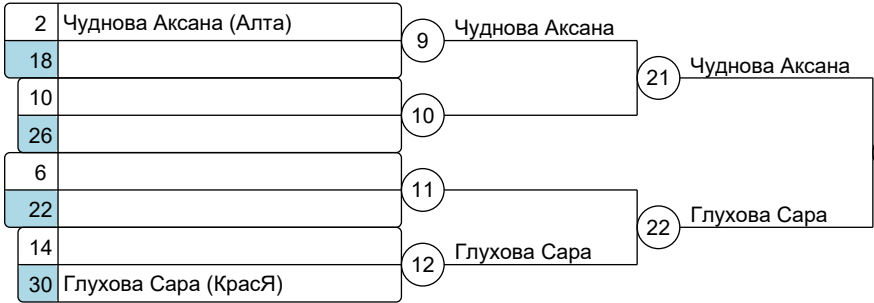 2 Чуднова Аксана (Алта)
18
10
26
6
22
14
30 Глухова Сара (КрасЯ)
9 Чуднова Аксана
10
11
12 Глухова Сара
21 Чуднова Аксана
22 Глухова Сара